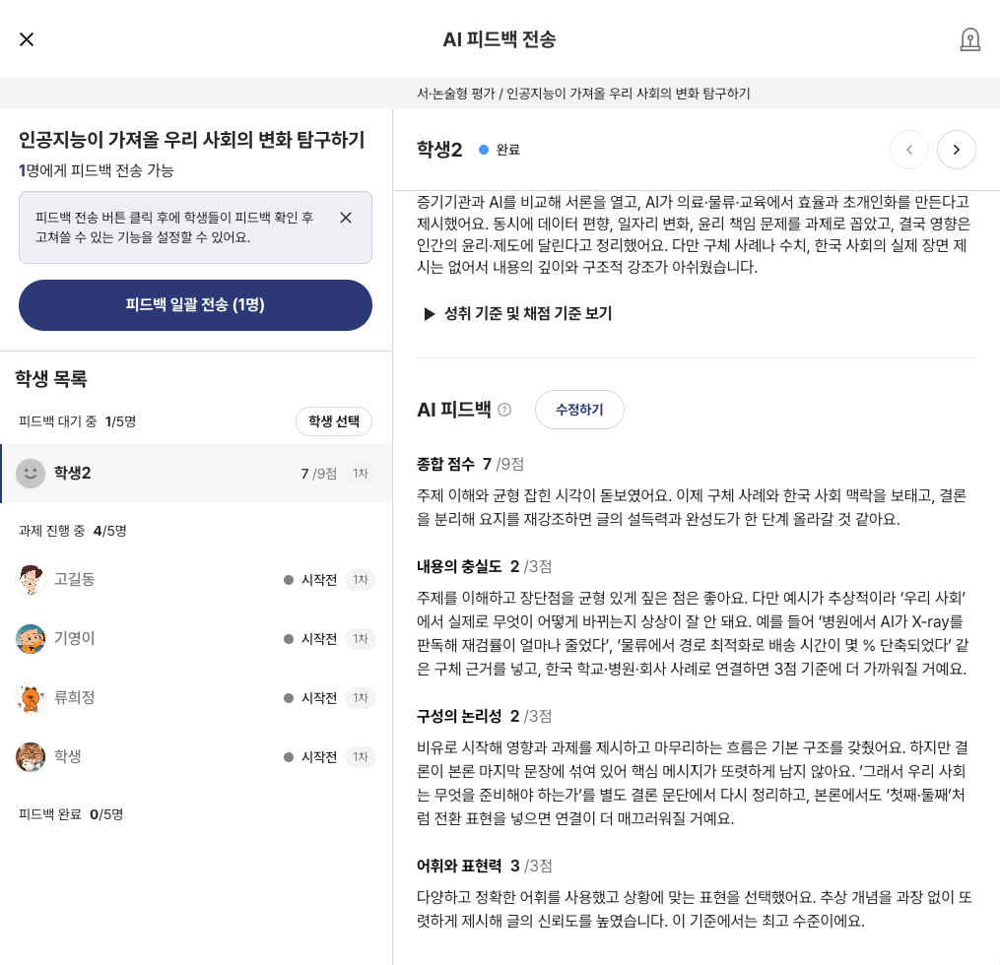 AI 피드백 전송
서·논술형 평가 / 인공지능이 가져올 우리 사회의 변화 탐구하기
인공지능이 가져올 우리 사회의 변화 탐구하기
1명에게 피드백 전송 가능
피드백 전송 버튼 클릭 후에 학생들이 피드백 확인 후
고쳐쓸 수 있는 기능을 설정할 수 있어요.
피드백 일괄 전송 (1명)
학생 목록
피드백 대기 중 1/5명
학생 선택
학생2
7 /9점
1차
과제 진행 중 4/5명
고길동
시작전
1차
기영이
시작전
1차
류희정
시작전
1차
학생
시작전
1차
피드백 완료 0/5명
학생2
완료
증기기관과 AI를 비교해 서론을 열고, AI가 의료·물류·교육에서 효율과 초개인화를 만든다고
제시했어요. 동시에 데이터 편향, 일자리 변화, 윤리 책임 문제를 과제로 꼽았고, 결국 영향은
인간의 윤리·제도에 달린다고 정리했어요. 다만 구체 사례나 수치, 한국 사회의 실제 장면 제
시는 없어서 내용의 깊이와 구조적 강조가 아쉬웠습니다.
성취 기준 및 채점 기준 보기
AI 피드백 ?
수정하기
종합 점수 7 /9점
주제 이해와 균형 잡힌 시각이 돋보였어요. 이제 구체 사례와 한국 사회 맥락을 보태고, 결론
을 분리해 요지를 재강조하면 글의 설득력과 완성도가 한 단계 올라갈 것 같아요.
내용의 충실도 2 /3점
주제를 이해하고 장단점을 균형 있게 짚은 점은 좋아요. 다만 예시가 추상적이라 ‘우리 사회’
에서 실제로 무엇이 어떻게 바뀌는지 상상이 잘 안 돼요. 예를 들어 ‘병원에서 AI가 X-ray를
판독해 재검률이 얼마나 줄었다’, ‘물류에서 경로 최적화로 배송 시간이 몇 % 단축되었다’ 같
은 구체 근거를 넣고, 한국 학교·병원·회사 사례로 연결하면 3점 기준에 더 가까워질 거예요.
구성의 논리성 2 /3점
비유로 시작해 영향과 과제를 제시하고 마무리하는 흐름은 기본 구조를 갖췄어요. 하지만 결
론이 본론 마지막 문장에 섞여 있어 핵심 메시지가 또렷하게 남지 않아요. ‘그래서 우리 사회
는 무엇을 준비해야 하는가’를 별도 결론 문단에서 다시 정리하고, 본론에서도 ‘첫째·둘째’처
럼 전환 표현을 넣으면 연결이 더 매끄러워질 거예요.
어휘와 표현력 3 /3점
다양하고 정확한 어휘를 사용했고 상황에 맞는 표현을 선택했어요. 추상 개념을 과장 없이 또
렷하게 제시해 글의 신뢰도를 높였습니다. 이 기준에서는 최고 수준이에요.